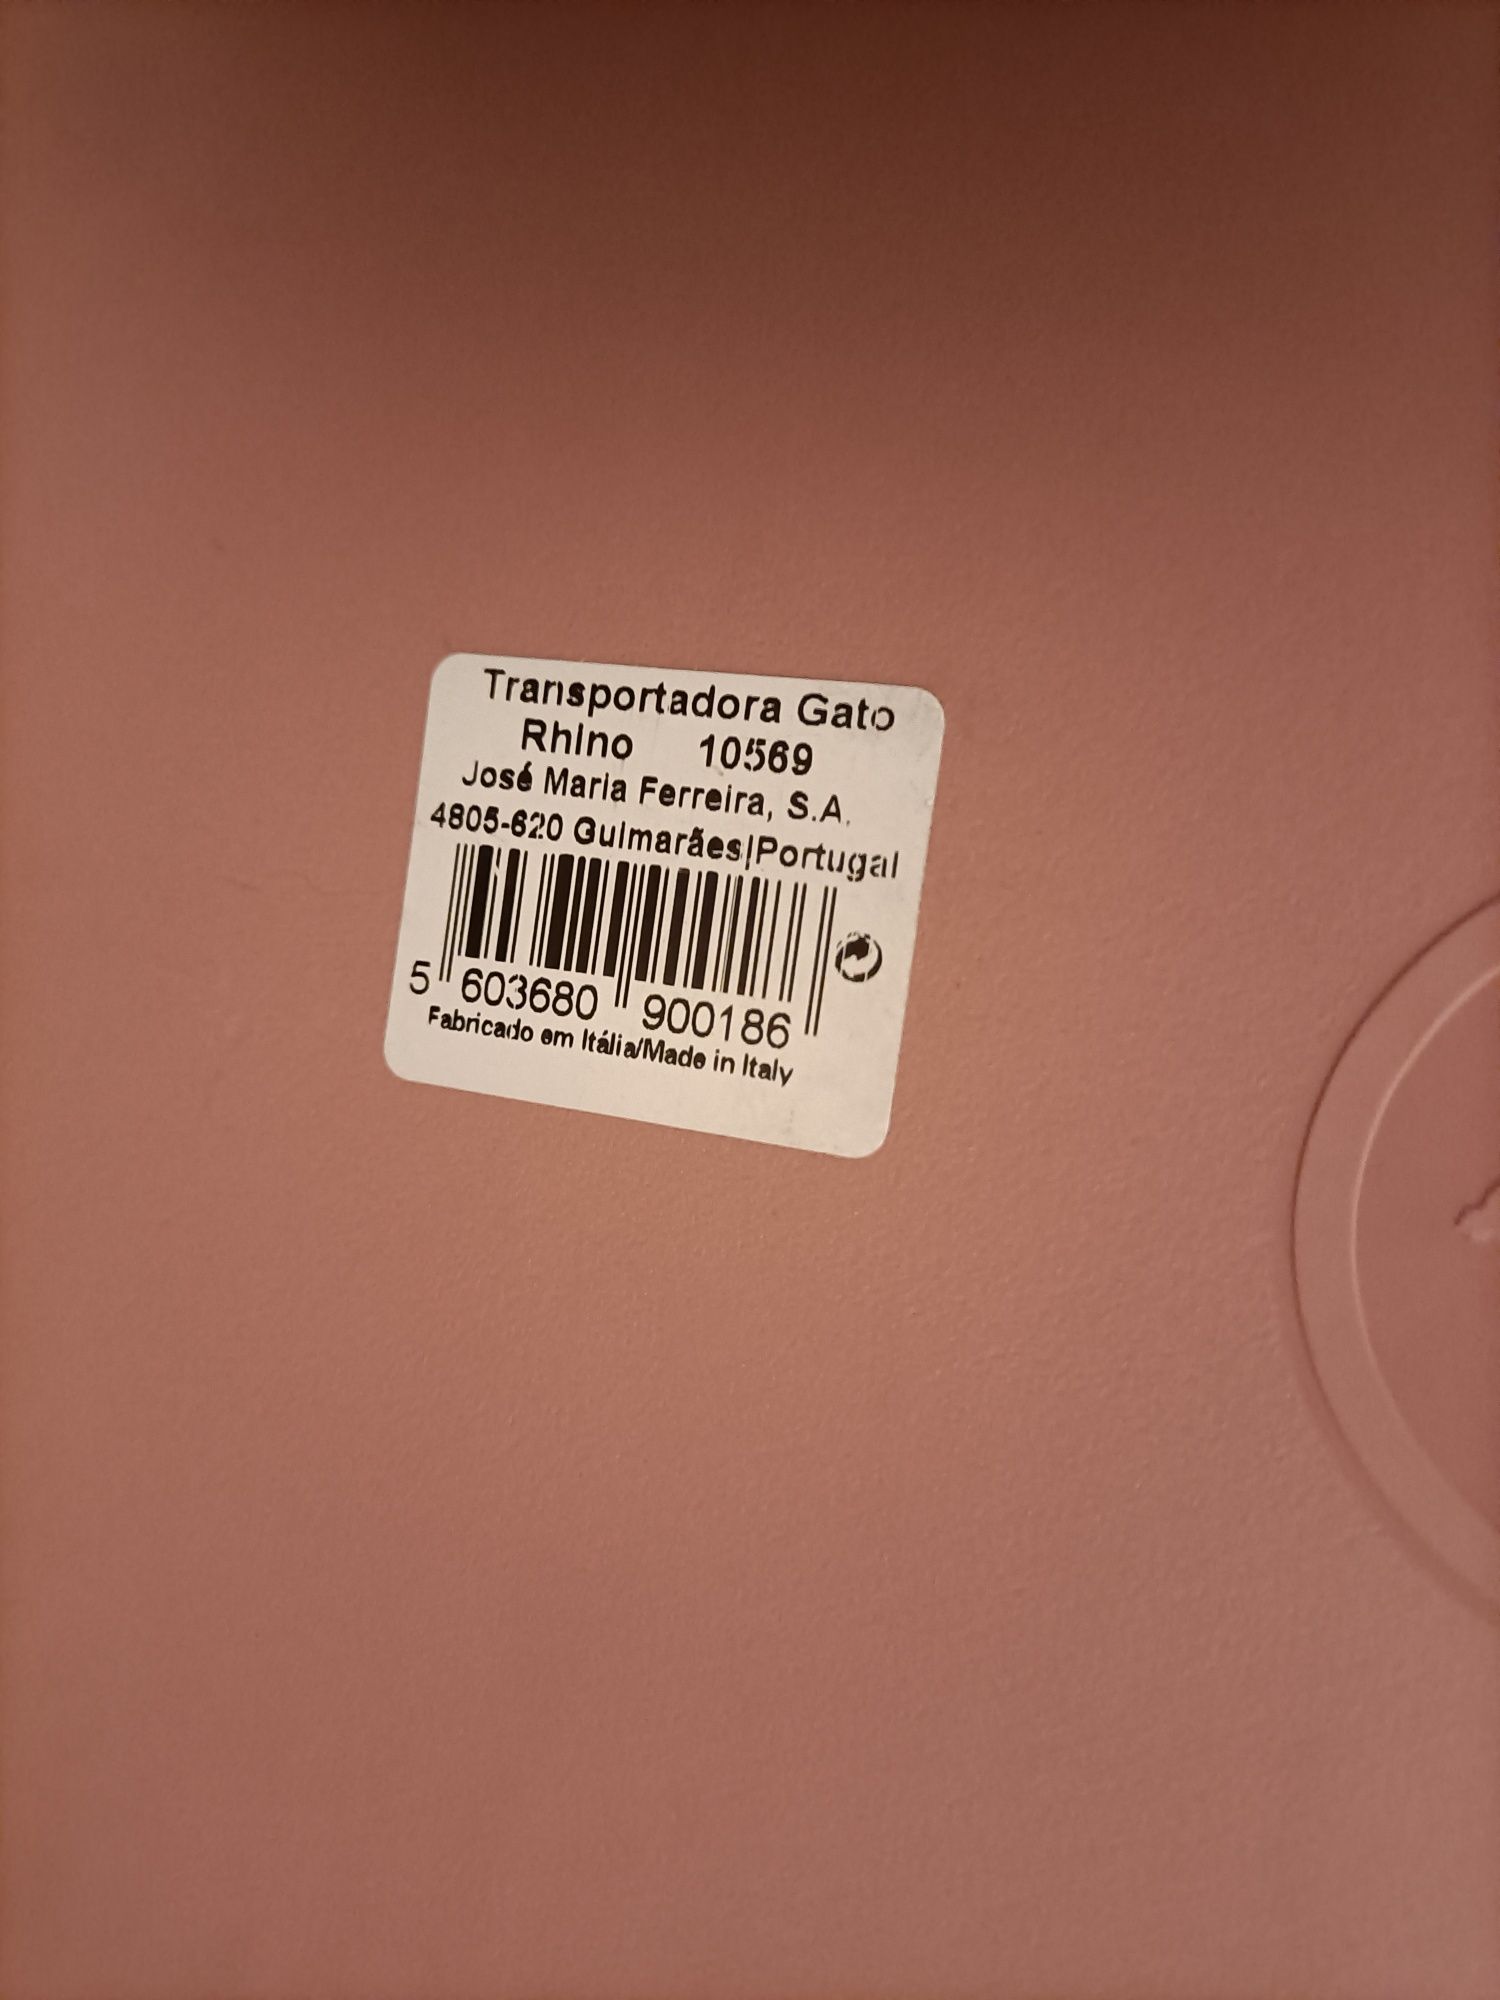 Transportadora Gato
Rhino 10569
José Maria Ferreira, S.A.
4805-620 Guimarães|Portugal
5 603680 900186
Fabricado em Itália/Made in Italy